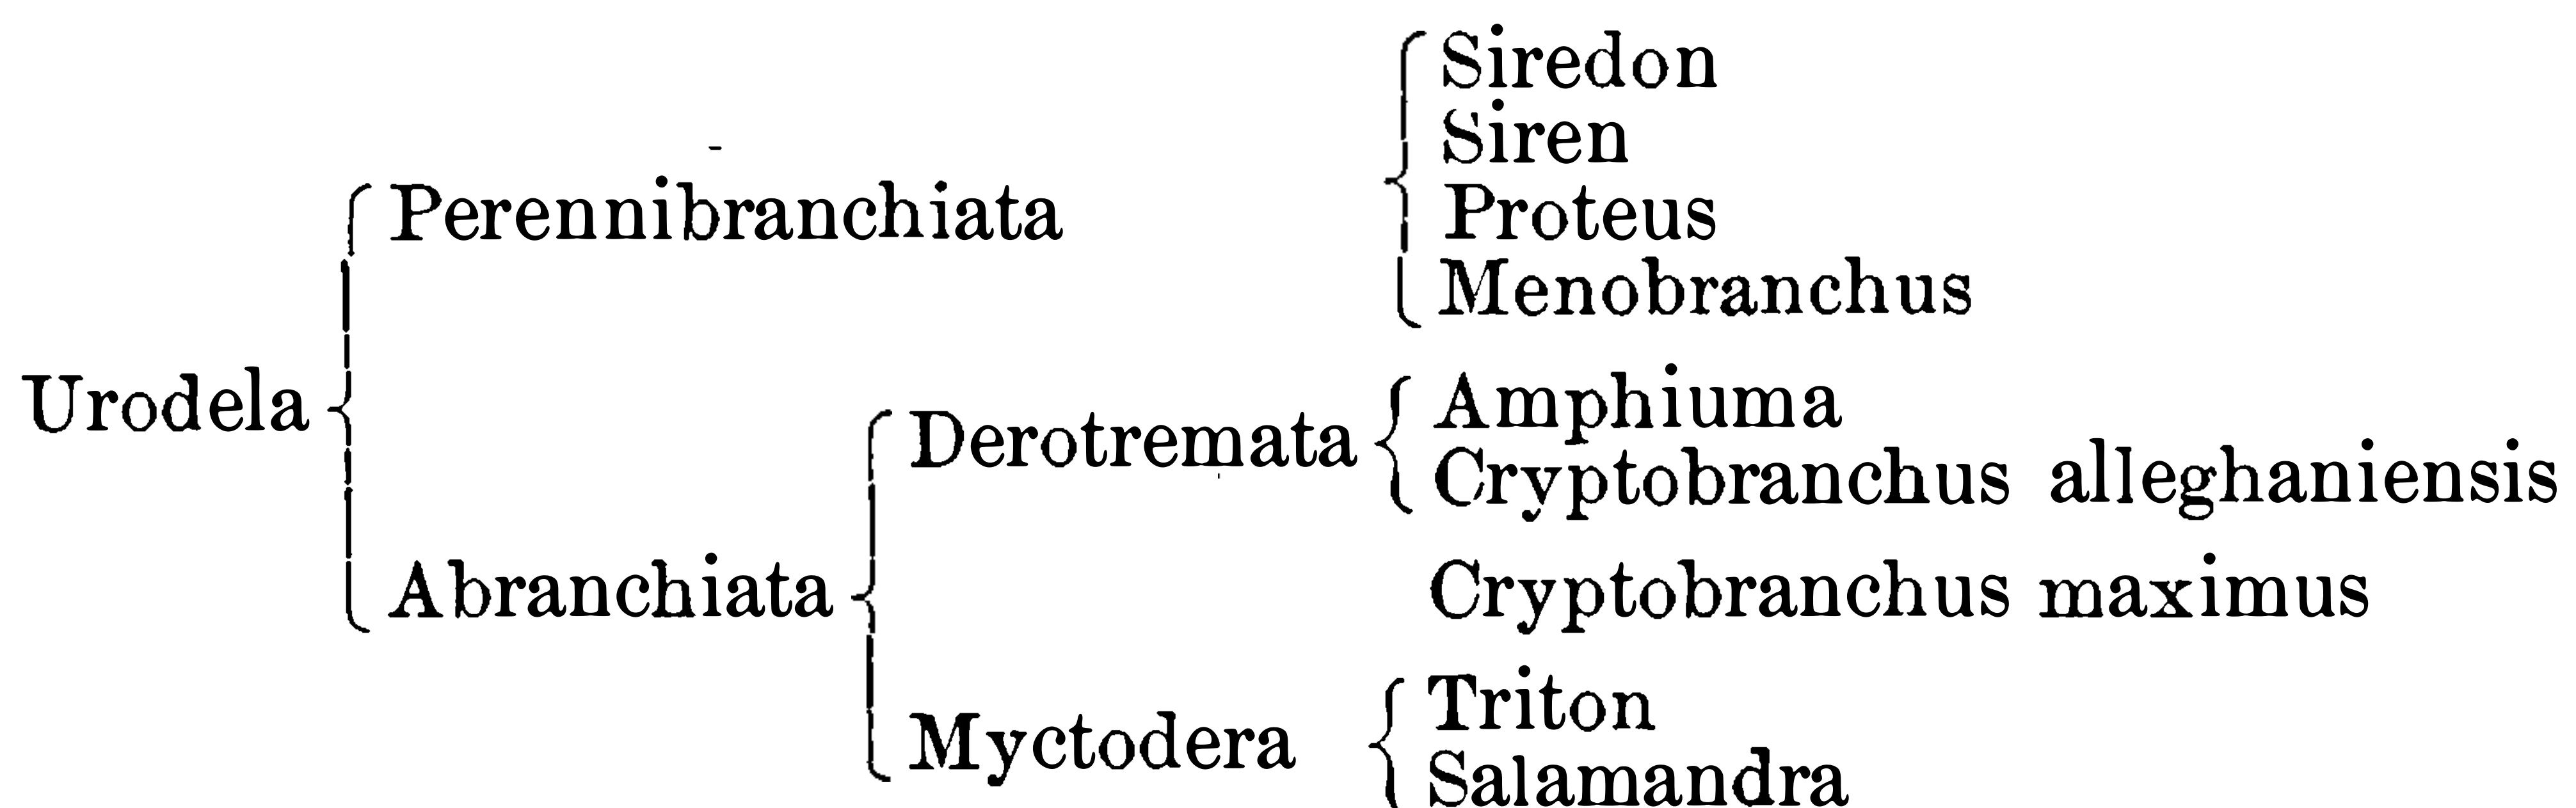 Siredon
Siren
Perennibranchiata Proteus
Menobranchus
Urodela Amphiuma
Derotremata
Cryptobranchus alleghaniensis
Abranchiata Cryptobranchus maximus
Triton
Myctodera
Salamandra